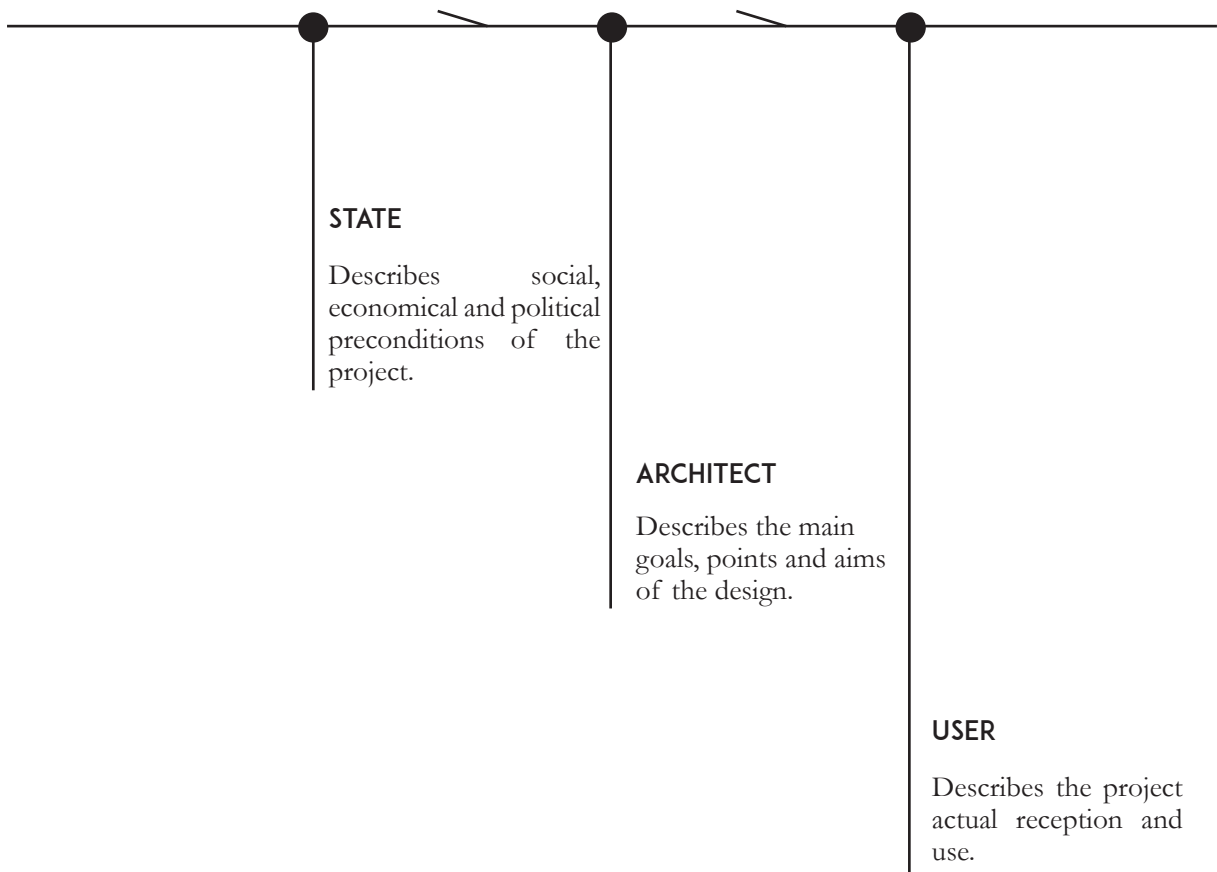 STATE
Describes social,
economical and political
preconditions of the
project.
ARCHITECT
Describes the main
goals, points and aims
of the design.
USER
Describes the project
actual reception and
use.